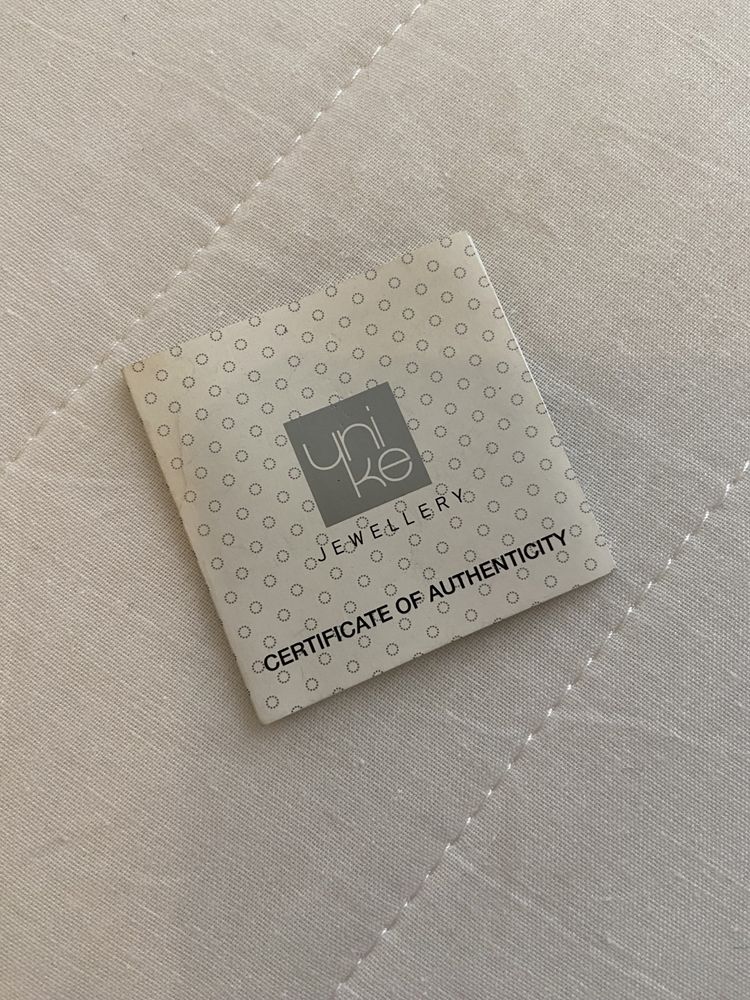 uni
ke
JEWELLERY
CERTIFICATE OF AUTHENTICITY